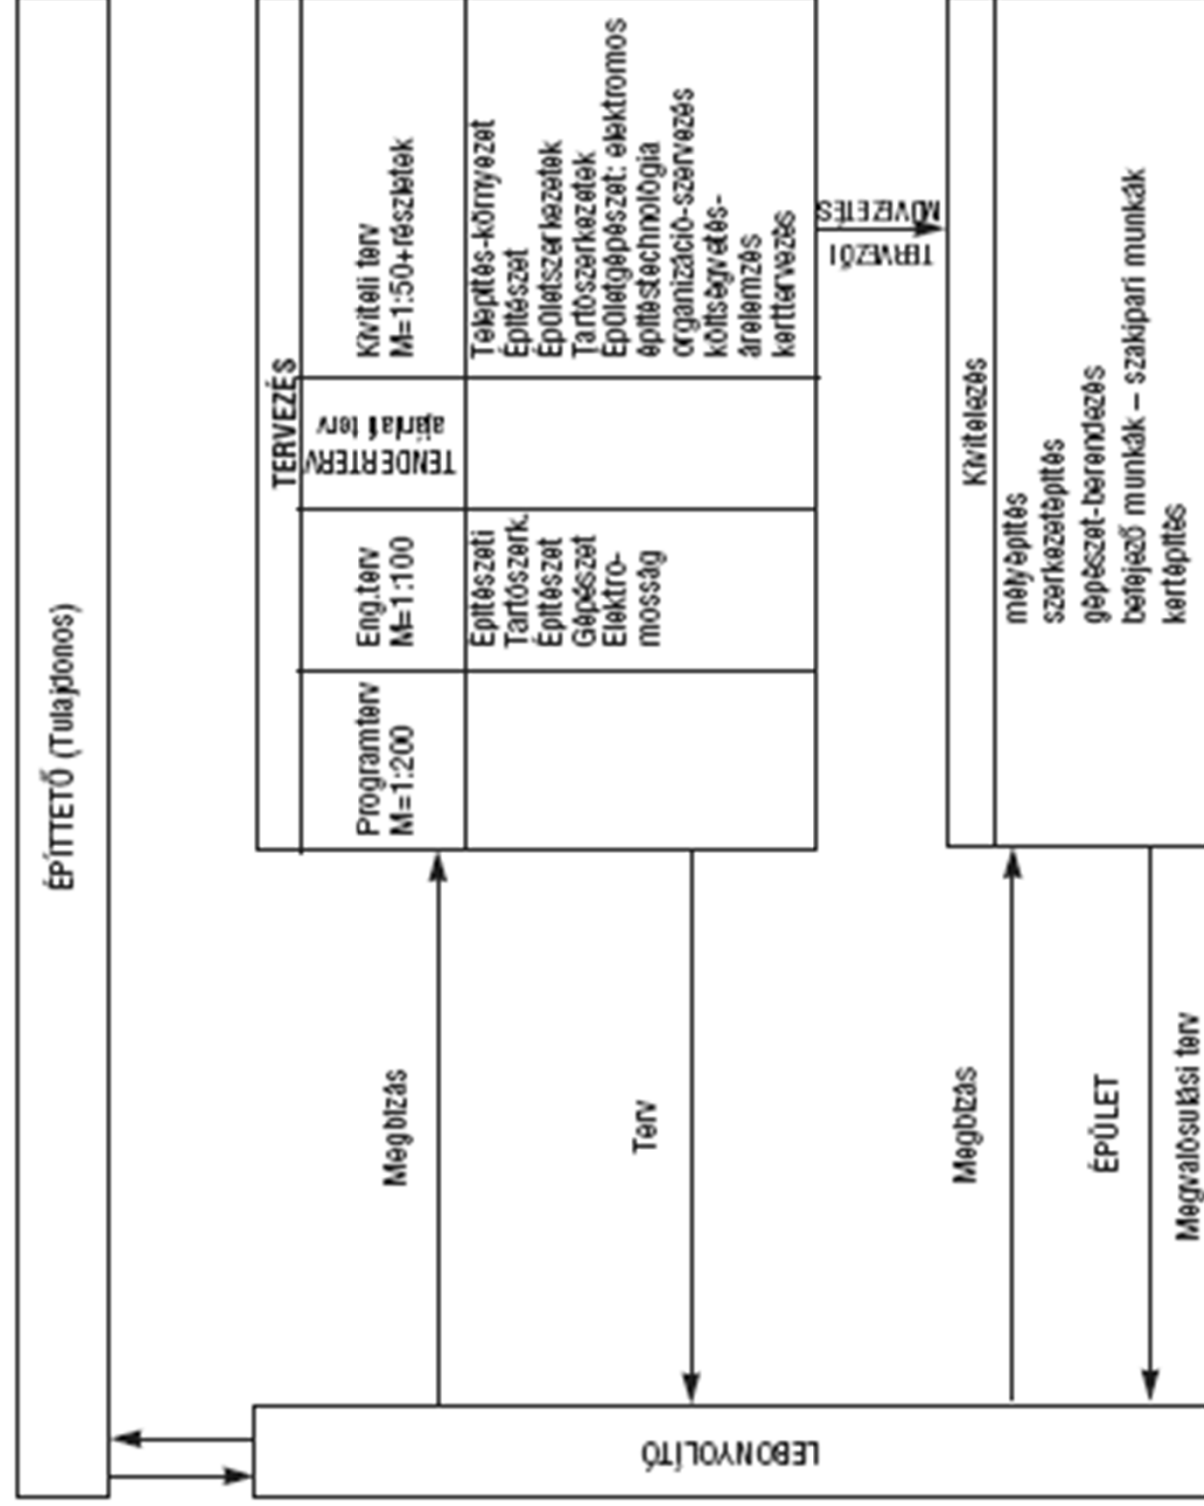 ÉPÍTTETŐ (Tulajdonos)
LEBONYOLÍTÓ
Megbízás
Terv
TERVEZÉS
Programterv
M=1:200
Eng.terv
M=1:100
TENDERTERV
ajánlati terv
Kiviteli terv
M=1:50+részletek
Építészeti
Tartószerk.
Építészet
Gépészet
Elektro-
mosság
Telepítés-környezet
Építészet
Épületszerkezetek
Tartószerkezetek
Épületgépészet: elektromos
építéstechnológia
organizáció-szervezés
költségvetés-
árelemzés
kerttervezés
TERVEZŐI
MŰVEZETÉS
Megbízás
ÉPÜLET
Megvalósulási terv
Kivitelezés
mélyépítés
szerkezetépítés
gépészet-berendezés
befejező munkák – szakipari munkák
kertépítés